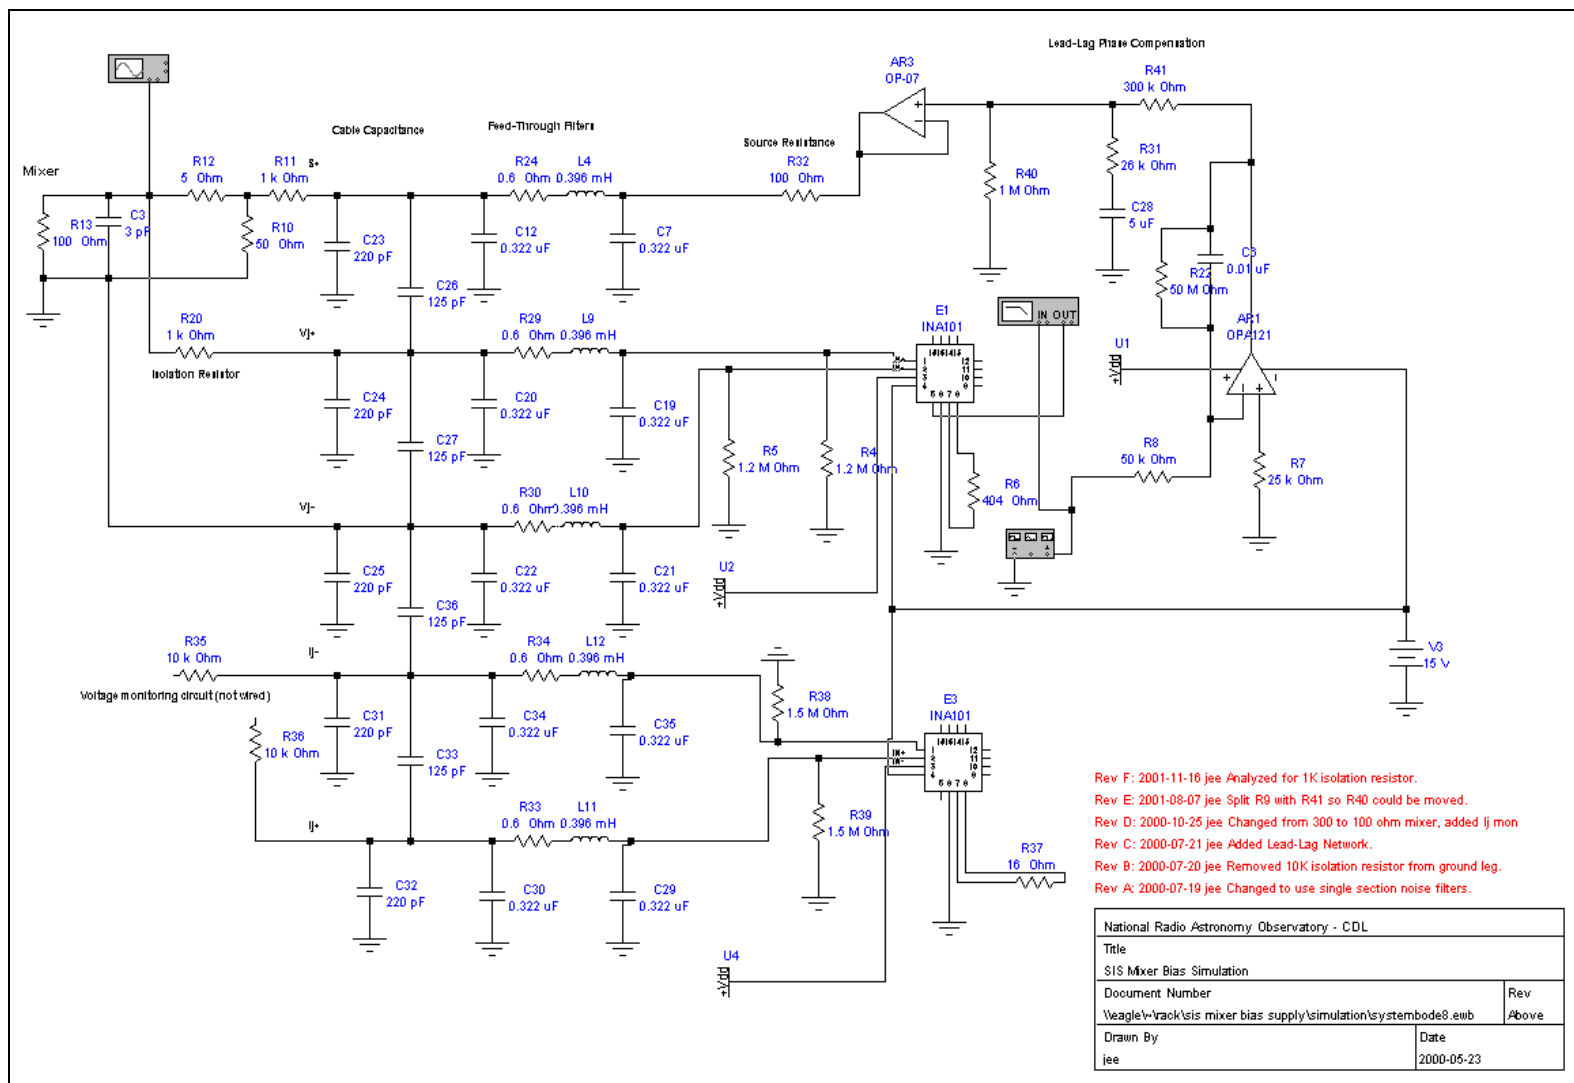 Lead-Lag Phase Compensation
AR3
OP-07
R41
300 k Ohm
Cable Capacitance
Feed-Through Filters
Source Resistance
Mixer
R12
5 Ohm
R11
1 k Ohm
S+
R24
0.6 Ohm
L4
0.396 mH
R32
100 Ohm
R31
26 k Ohm
R40
1 M Ohm
C28
5 uF
R13
100 Ohm
C3
3 pF
R10
50 Ohm
C23
220 pF
C12
0.322 uF
C7
0.322 uF
C26
125 pF
R22
50 M Ohm
C6
0.01 uF
R20
1 k Ohm
Vj+
R29
0.6 Ohm
L9
0.396 mH
E1
INA101
IN OUT
AR1
OPA121
U1
+Vdd
Isolation Resistor
C24
220 pF
C20
0.322 uF
C19
0.322 uF
C27
125 pF
R5
1.2 M Ohm
R4
1.2 M Ohm
R6
404 Ohm
R8
50 k Ohm
R7
25 k Ohm
Vj-
R30
0.6 Ohm
L10
0.396 mH
C25
220 pF
C22
0.322 uF
C21
0.322 uF
U2
+Vdd
C36
125 pF
R35
10 k Ohm
Ij-
R34
0.6 Ohm
L12
0.396 mH
V3
15 V
Voltage monitoring circuit (not wired)
R36
10 k Ohm
C31
220 pF
C34
0.322 uF
C35
0.322 uF
R38
1.5 M Ohm
E3
INA101
IN+
IN-
C33
125 pF
Ij+
R33
0.6 Ohm
L11
0.396 mH
R39
1.5 M Ohm
R37
16 Ohm
C32
220 pF
C30
0.322 uF
C29
0.322 uF
U4
+Vdd
Rev F: 2001-11-16 jee Analyzed for 1K isolation resistor.
Rev E: 2001-08-07 jee Split R9 with R41 so R40 could be moved.
Rev D: 2000-10-25 jee Changed from 300 to 100 ohm mixer, added Ij mon
Rev C: 2000-07-21 jee Added Lead-Lag Network.
Rev B: 2000-07-20 jee Removed 10K isolation resistor from ground leg.
Rev A: 2000-07-19 jee Changed to use single section noise filters.
National Radio Astronomy Observatory - CDL
Title
SIS Mixer Bias Simulation
Document Number
Rev
\\eagle\~\rack\sis mixer bias supply\simulation\systembode8.ewb
Above
Drawn By
Date
jee
2000-05-23